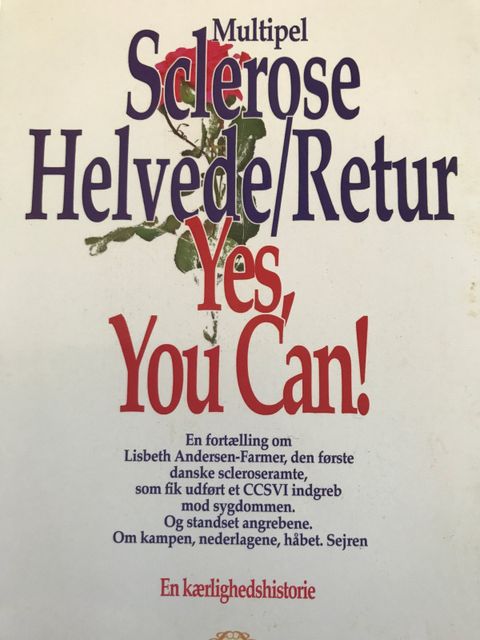 Multipel
Sclerose
Helvede/Retur
Yes,
You Can!
En fortælling om
Lisbeth Andersen-Farmer, den første
danske scleroseramte,
som fik udført et CCSVI indgreb
mod sygdommen.
Og standset angrebene.
Om kampen, nederlagene, håbet. Sejren
En kærlighedshistorie